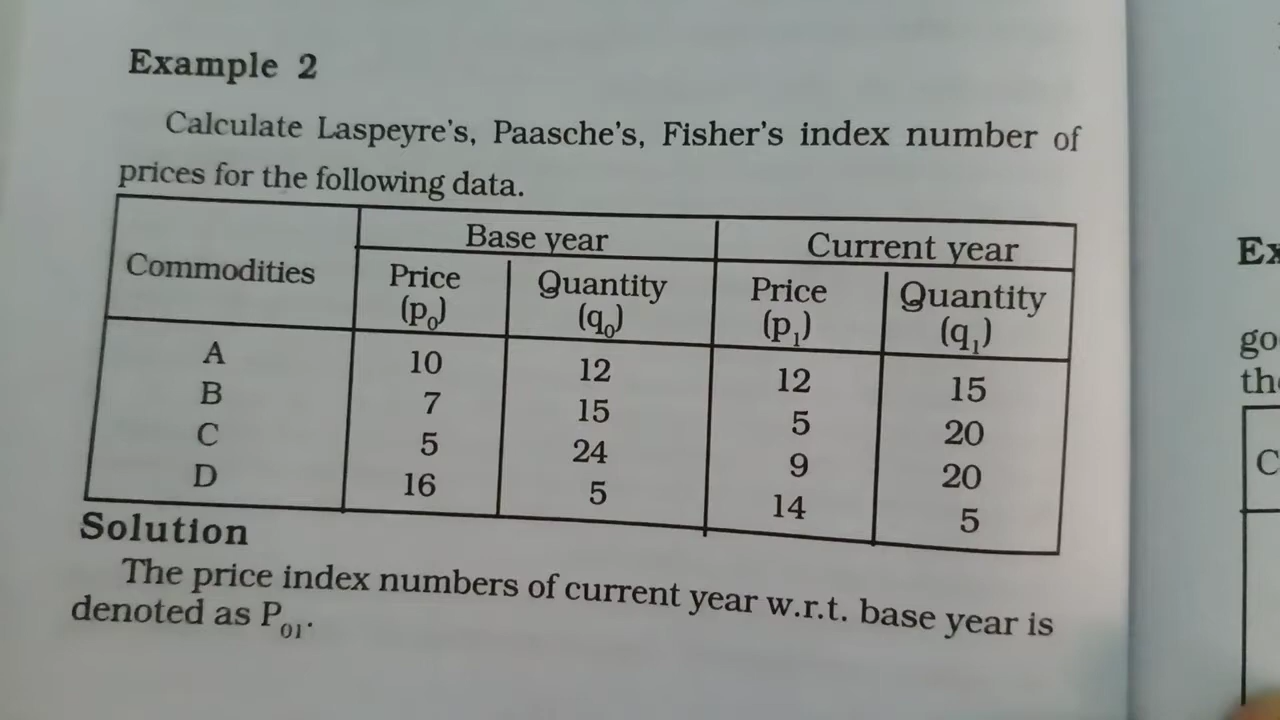 Example 2
Calculate Laspeyre's, Paasche's, Fisher's index number of
prices for the following data.
Commodities Base year Current year
Price (p₀) Quantity (q₀) Price (p₁) Quantity (q₁)
A 10 12 12 15
B 7 15 5 20
C 5 24 9 20
D 16 5 14 5
Solution
The price index numbers of current year w.r.t. base year is
denoted as P₀₁.
Ex
go
the
C